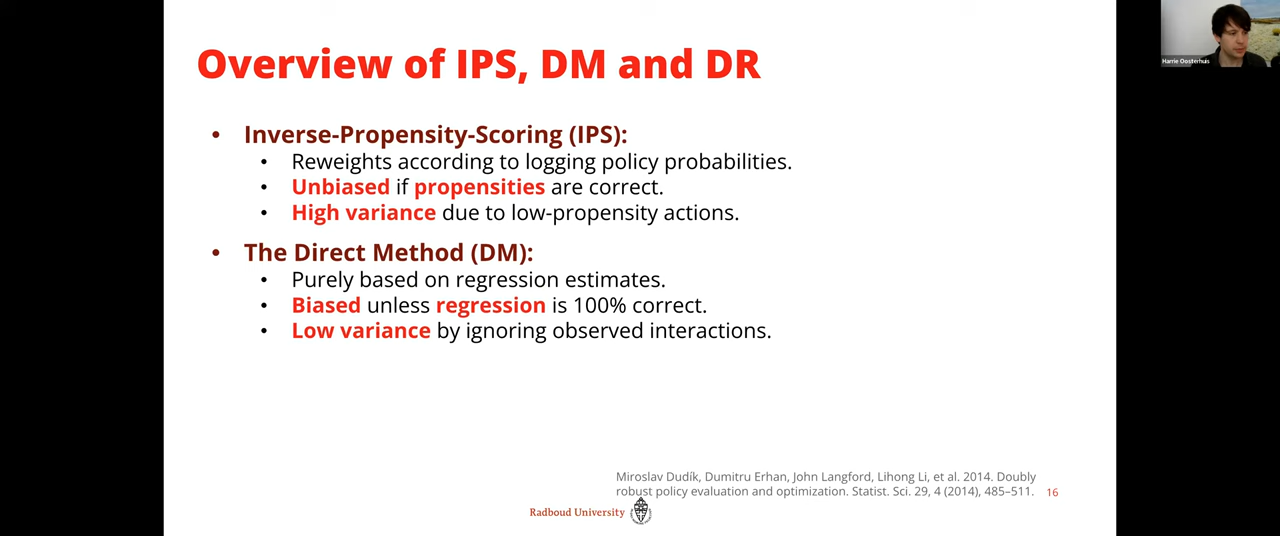 Overview of IPS, DM and DR
Harrie Oosterhuis
• Inverse-Propensity-Scoring (IPS):
• Reweights according to logging policy probabilities.
• Unbiased if propensities are correct.
• High variance due to low-propensity actions.
• The Direct Method (DM):
• Purely based on regression estimates.
• Biased unless regression is 100% correct.
• Low variance by ignoring observed interactions.
Miroslav Dudík, Dumitru Erhan, John Langford, Lihong Li, et al. 2014. Doubly
robust policy evaluation and optimization. Statist. Sci. 29, 4 (2014), 485–511.
16
Radboud University